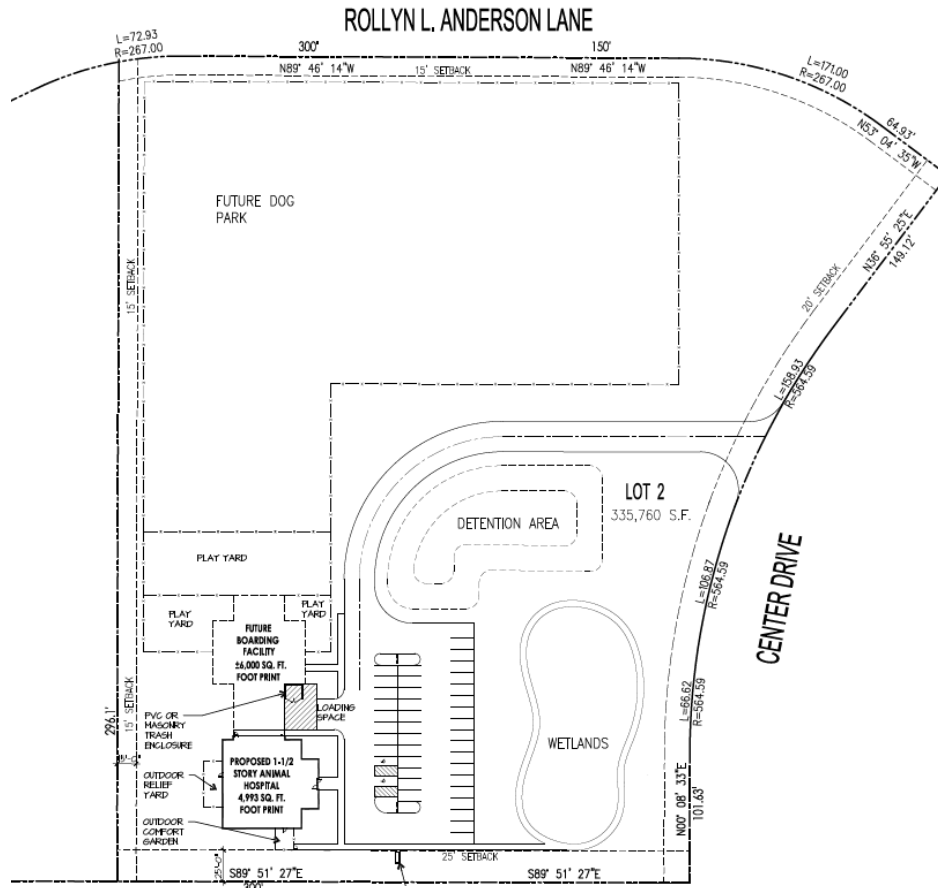 ROLLYN L. ANDERSON LANE
L=72.93
R=267.00
300'
N89° 46' 14"W
15' SETBACK
150'
N89° 46' 14"W
L=171.00
R=267.00
64.93'
N53° 04' 35"W
N36° 55' 25"E
149.12'
20' SETBACK
FUTURE DOG
PARK
15' SETBACK
L=158.93
R=564.59
LOT 2
335,760 S.F.
DETENTION AREA
PLAY YARD
PLAY
YARD
PLAY
YARD
FUTURE
BOARDING
FACILITY
±6,000 SQ. FT.
FOOT PRINT
L=106.87
R=564.59
CENTER DRIVE
L=66.62
R=564.59
296.1'
15' SETBACK
PVC OR
MASONRY
TRASH
ENCLOSURE
LOADING
SPACE
WETLANDS
PROPOSED 1-1/2
STORY ANIMAL
HOSPITAL
4,993 SQ. FT.
FOOT PRINT
OUTDOOR
RELIEF
YARD
OUTDOOR
COMFORT
GARDEN
N00° 08' 33"E
101.63'
25'-0"
25' SETBACK
S89° 51' 27"E
S89° 51' 27"E
300'